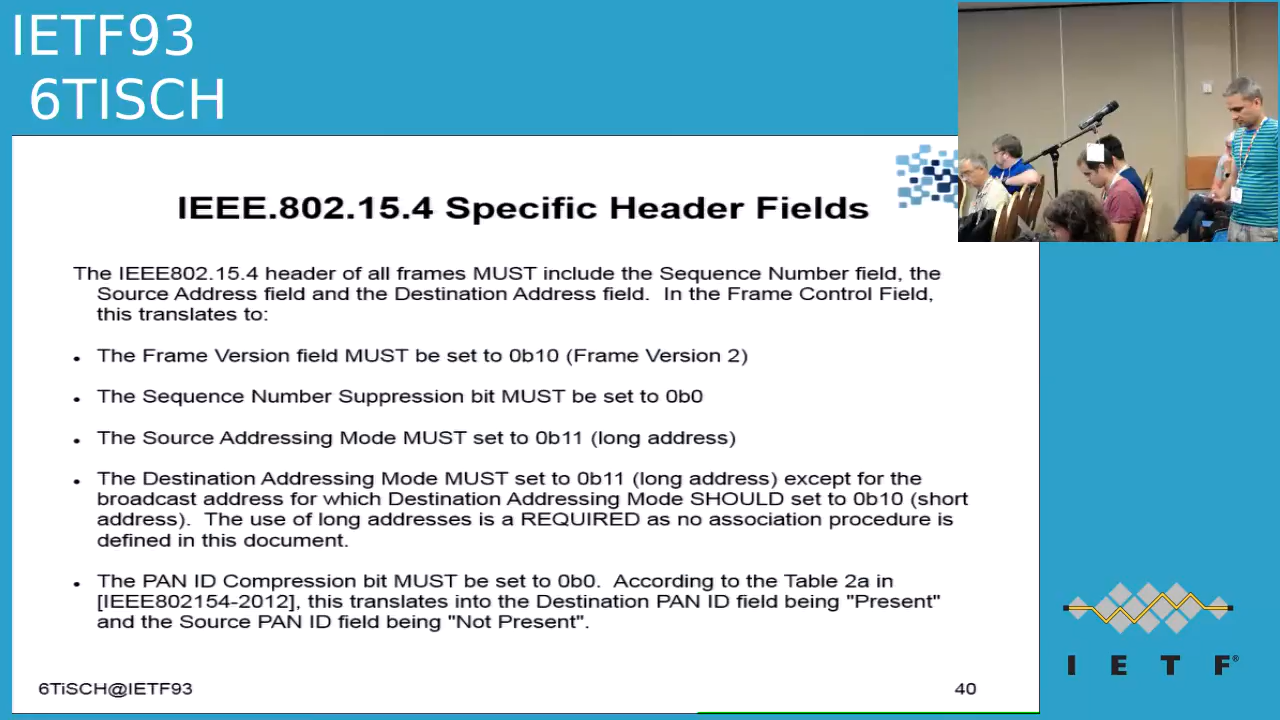 IETF93
6TISCH
IEEE.802.15.4 Specific Header Fields
The IEEE802.15.4 header of all frames MUST include the Sequence Number field, the
Source Address field and the Destination Address field.  In the Frame Control Field,
this translates to:
• The Frame Version field MUST be set to 0b10 (Frame Version 2)
• The Sequence Number Suppression bit MUST be set to 0b0
• The Source Addressing Mode MUST set to 0b11 (long address)
• The Destination Addressing Mode MUST set to 0b11 (long address) except for the
broadcast address for which Destination Addressing Mode SHOULD set to 0b10 (short
address).  The use of long addresses is a REQUIRED as no association procedure is
defined in this document.
• The PAN ID Compression bit MUST be set to 0b0.  According to the Table 2a in
[IEEE802154-2012], this translates into the Destination PAN ID field being "Present"
and the Source PAN ID field being "Not Present".
6TiSCH@IETF93
40
I E T F®